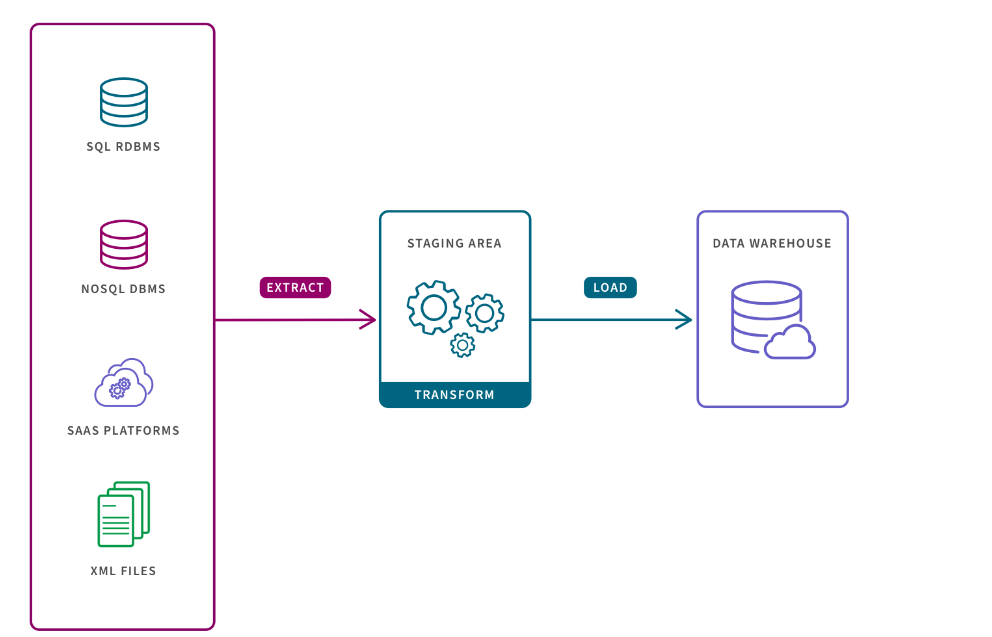 SQL RDBMS
NOSQL DBMS
SAAS PLATFORMS
XML FILES
EXTRACT
STAGING AREA
TRANSFORM
LOAD
DATA WAREHOUSE